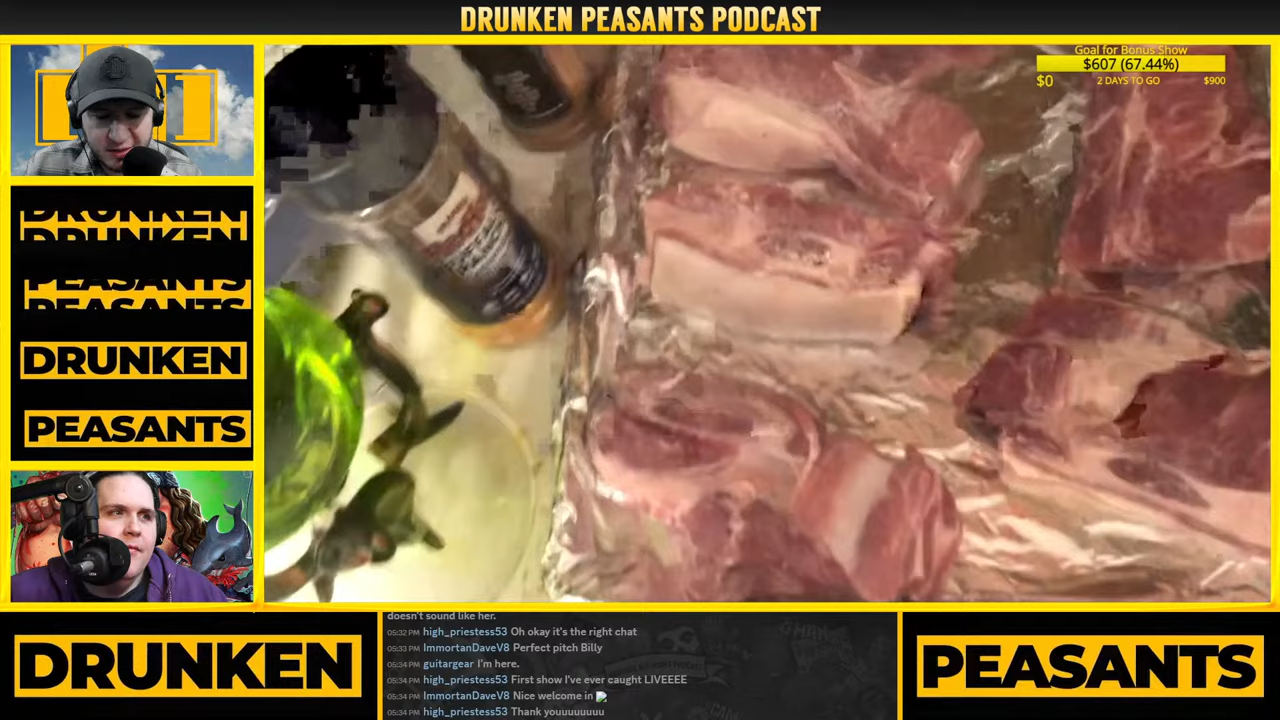 DRUNKEN PEASANTS PODCAST
Goal for Bonus Show
$607 (67.44%)
$0 2 DAYS TO GO $900
DRUNKEN
DRUNKEN
PEASANTS
PEASANTS
DRUNKEN
PEASANTS
doesn't sound like her.
05:32 PM high_priestess53 Oh okay it's the right chat
05:33 PM ImmortanDaveV8 Perfect pitch Billy
05:34 PM guitargear I'm here.
05:34 PM high_priestess53 First show I've ever caught LIVEEEE
05:34 PM ImmortanDaveV8 Nice welcome in
05:34 PM high_priestess53 Thank youuuuuuuu
DRUNKEN
PEASANTS